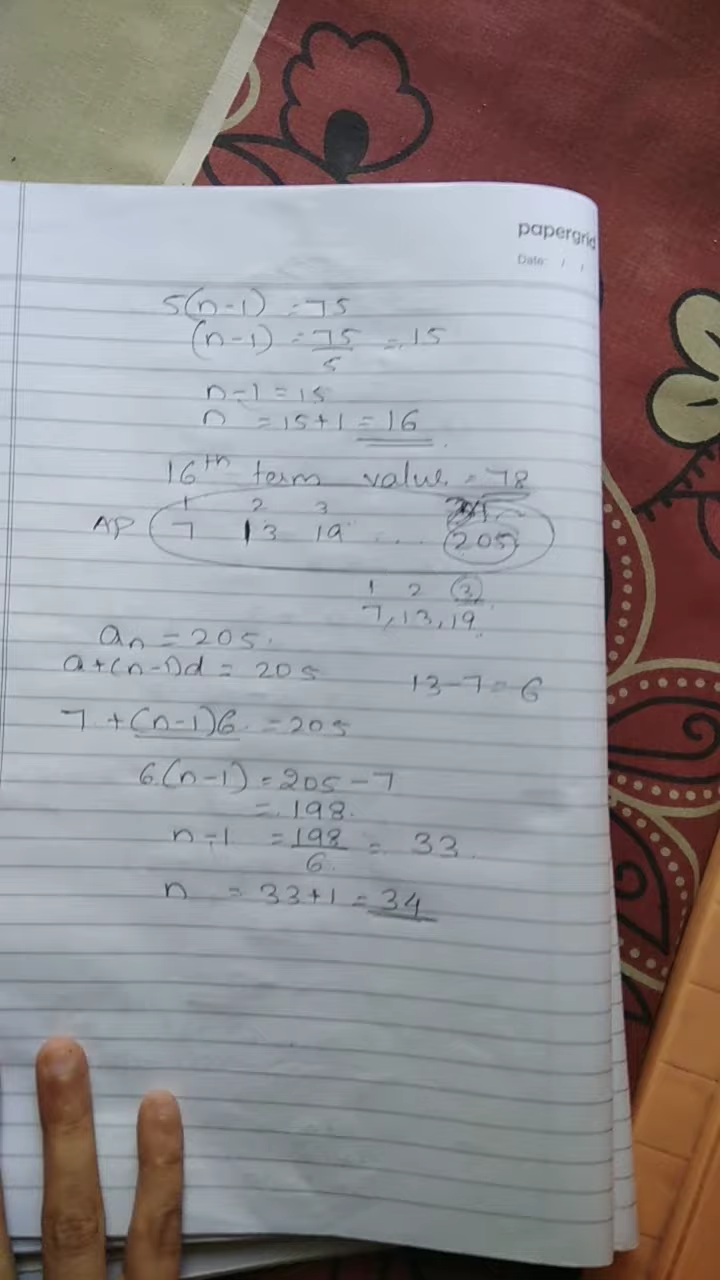 papergrid
Date: / /
5(n-1) = 75
(n-1) = 75/5 = 15
n-1 = 15
n = 15+1 = 16
16th term value = 78
1 2 3
AP 7 13 19 ... 205
1 2 3
7, 13, 19
an = 205
a+(n-1)d = 205
13-7 = 6
7 + (n-1)6 = 205
6(n-1) = 205 - 7
= 198
n-1 = 198/6 = 33
n = 33+1 = 34